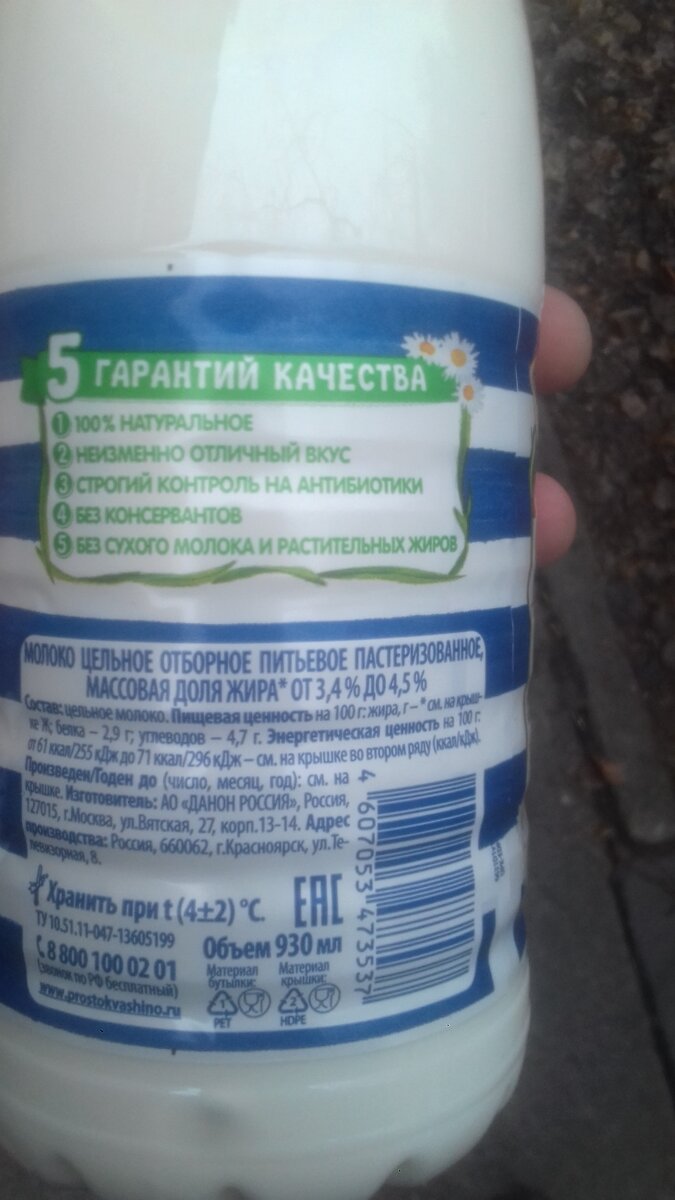 5 ГАРАНТИЙ КАЧЕСТВА
1 100% НАТУРАЛЬНОЕ
2 НЕИЗМЕННО ОТЛИЧНЫЙ ВКУС
3 СТРОГИЙ КОНТРОЛЬ НА АНТИБИОТИКИ
4 БЕЗ КОНСЕРВАНТОВ
5 БЕЗ СУХОГО МОЛОКА И РАСТИТЕЛЬНЫХ ЖИРОВ
МОЛОКО ЦЕЛЬНОЕ ОТБОРНОЕ ПИТЬЕВОЕ ПАСТЕРИЗОВАННОЕ,
МАССОВАЯ ДОЛЯ ЖИРА* ОТ 3,4 % ДО 4,5 %
Состав: цельное молоко. Пищевая ценность на 100 г: жира, г – * см. на крыш-
ке Ж; белка – 2,9 г; углеводов – 4,7 г. Энергетическая ценность на 100 г:
от 61 ккал/255 кДж до 71 ккал/296 кДж – см. на крышке во втором ряду (ккал/кДж).
Произведен/Годен до (число, месяц, год): см. на
крышке. Изготовитель: АО «ДАНОН РОССИЯ», Россия,
127015, г.Москва, ул.Вятская, 27, корп.13-14. Адрес
производства: Россия, 660062, г.Красноярск, ул.Те-
левизорная, 8.
Хранить при t (4±2) °С.
EAC
ТУ 10.51.11-047-13605199
8 800 100 02 01
(звонок по РФ бесплатный)
www.prostokvashino.ru
Объем 930 мл
Материал бутылки:
Материал крышки:
1 PET
2 HDPE
4 607053 473537